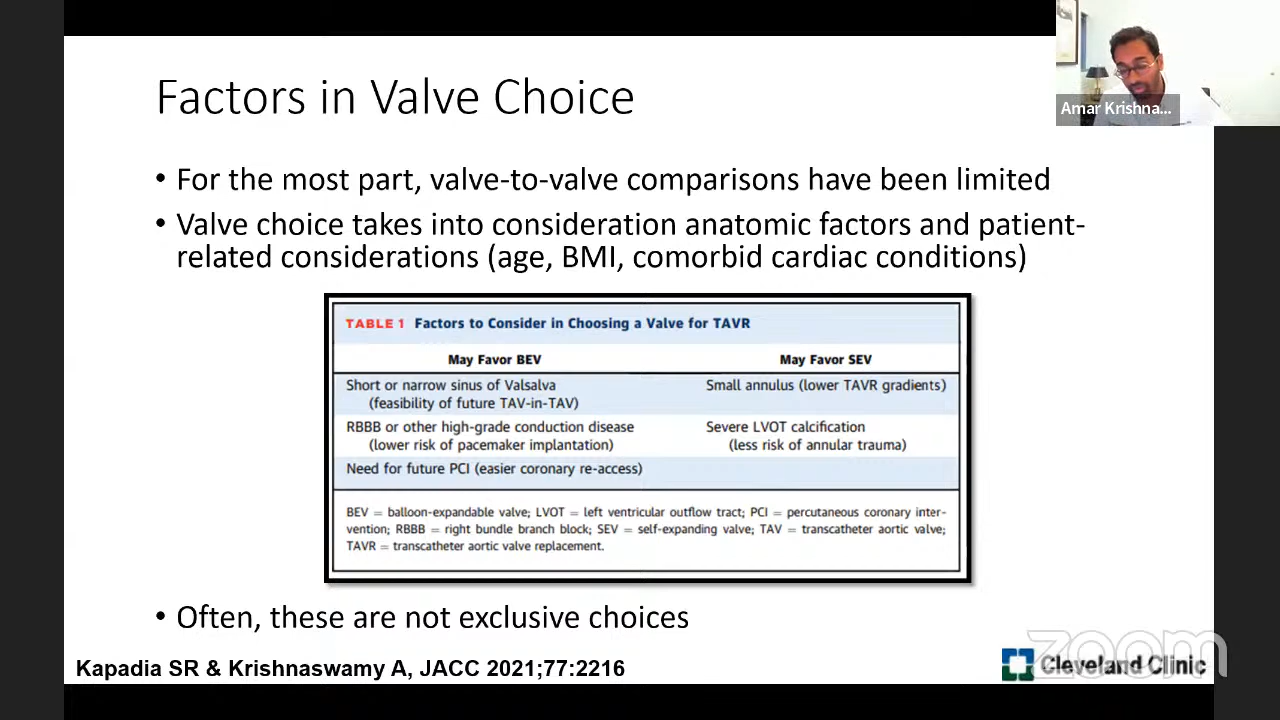 Factors in Valve Choice
Amar Krishna...
• For the most part, valve-to-valve comparisons have been limited
• Valve choice takes into consideration anatomic factors and patient-
related considerations (age, BMI, comorbid cardiac conditions)
TABLE 1 Factors to Consider in Choosing a Valve for TAVR
May Favor BEV May Favor SEV
Short or narrow sinus of Valsalva Small annulus (lower TAVR gradients)
(feasibility of future TAV-in-TAV)
RBBB or other high-grade conduction disease Severe LVOT calcification
(lower risk of pacemaker implantation) (less risk of annular trauma)
Need for future PCI (easier coronary re-access)
BEV = balloon-expandable valve; LVOT = left ventricular outflow tract; PCI = percutaneous coronary inter-
vention; RBBB = right bundle branch block; SEV = self-expanding valve; TAV = transcatheter aortic valve;
TAVR = transcatheter aortic valve replacement.
• Often, these are not exclusive choices
Kapadia SR & Krishnaswamy A, JACC 2021;77:2216
Cleveland Clinic
zoom